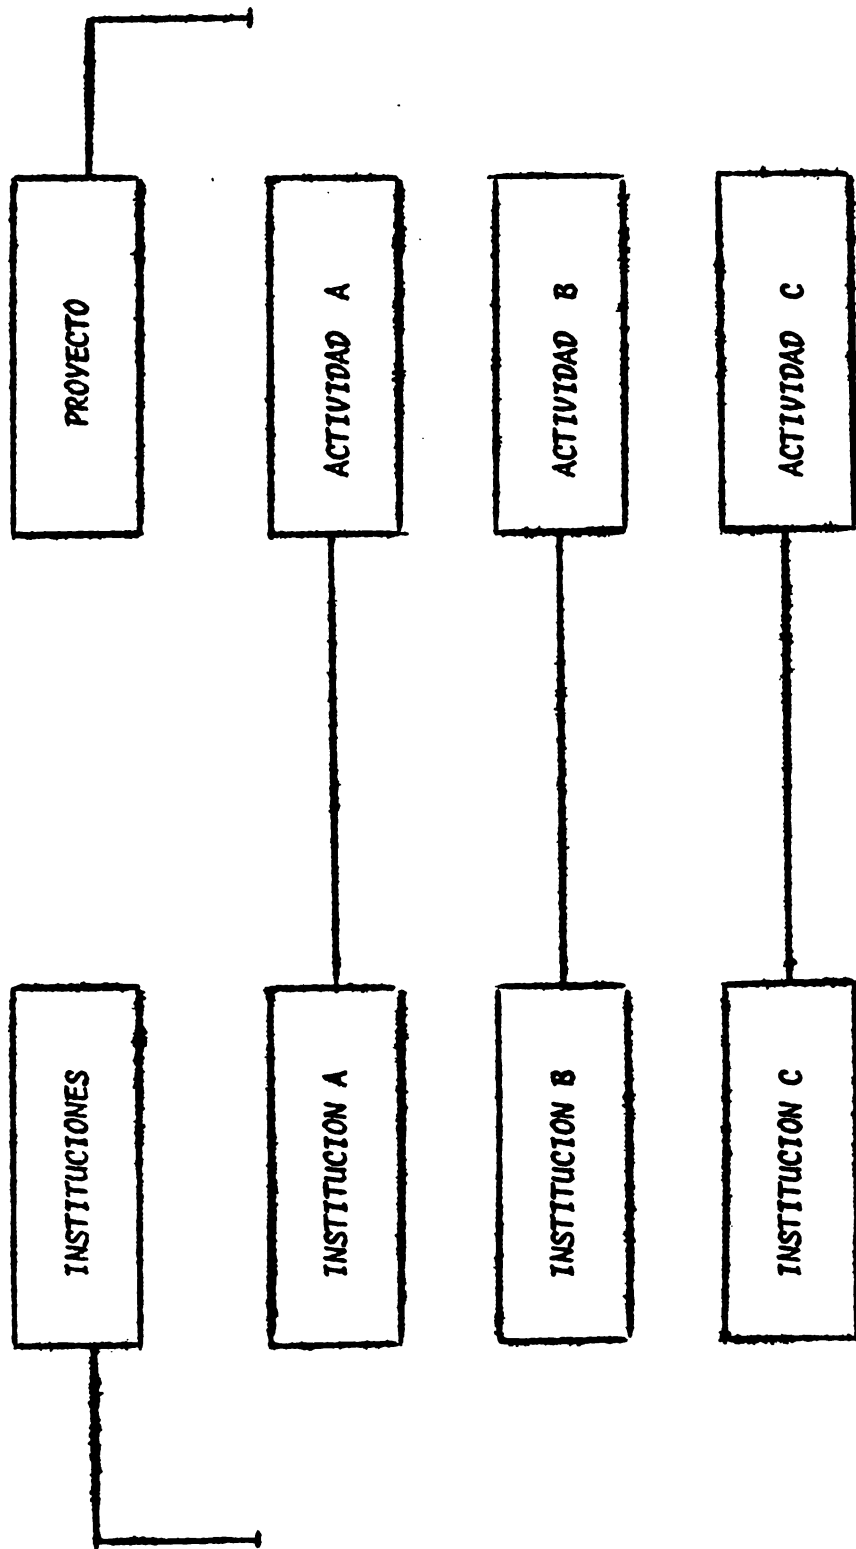 INSTITUCIONES
PROYECTO
INSTITUCION A
ACTIVIDAD A
INSTITUCION B
ACTIVIDAD B
INSTITUCION C
ACTIVIDAD C